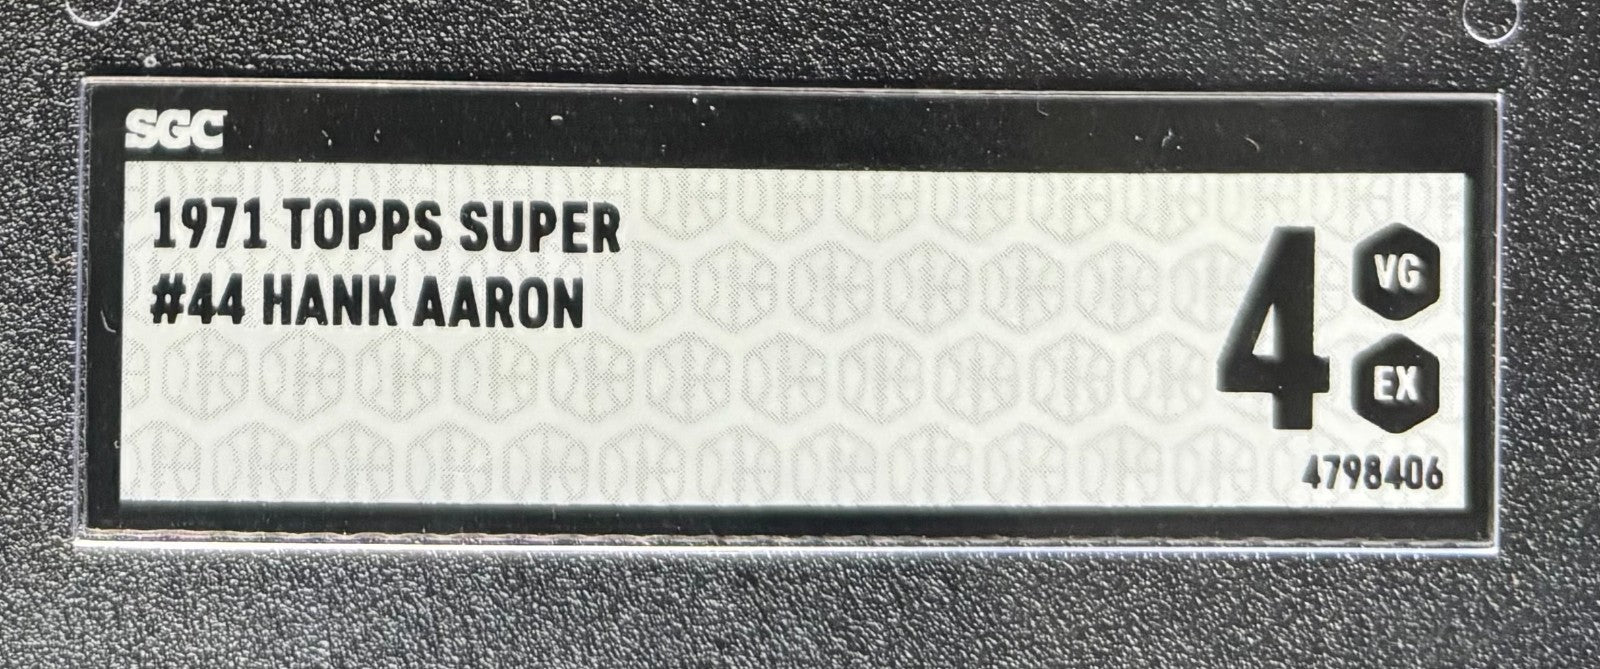 SGC
1971 TOPPS SUPER
#44 HANK AARON
4
VG
EX
4798406